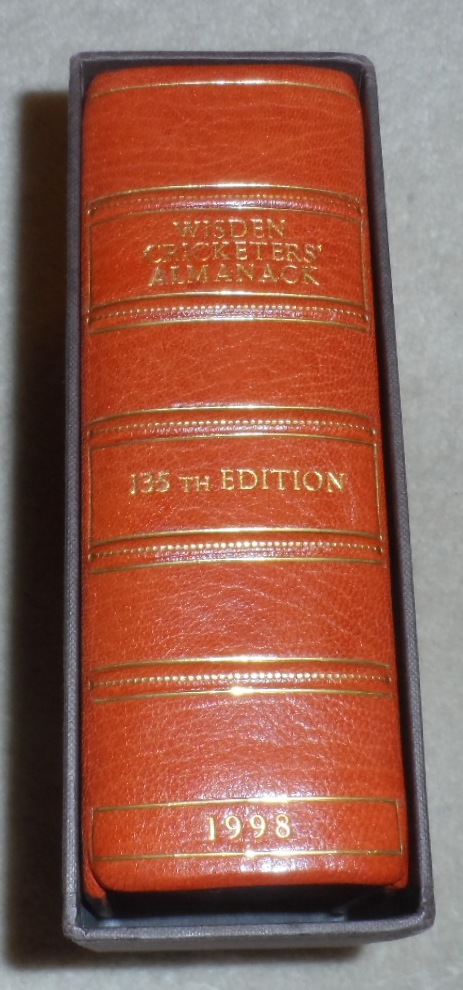 WISDEN
CRICKETERS'
ALMANACK
135 TH EDITION
1998